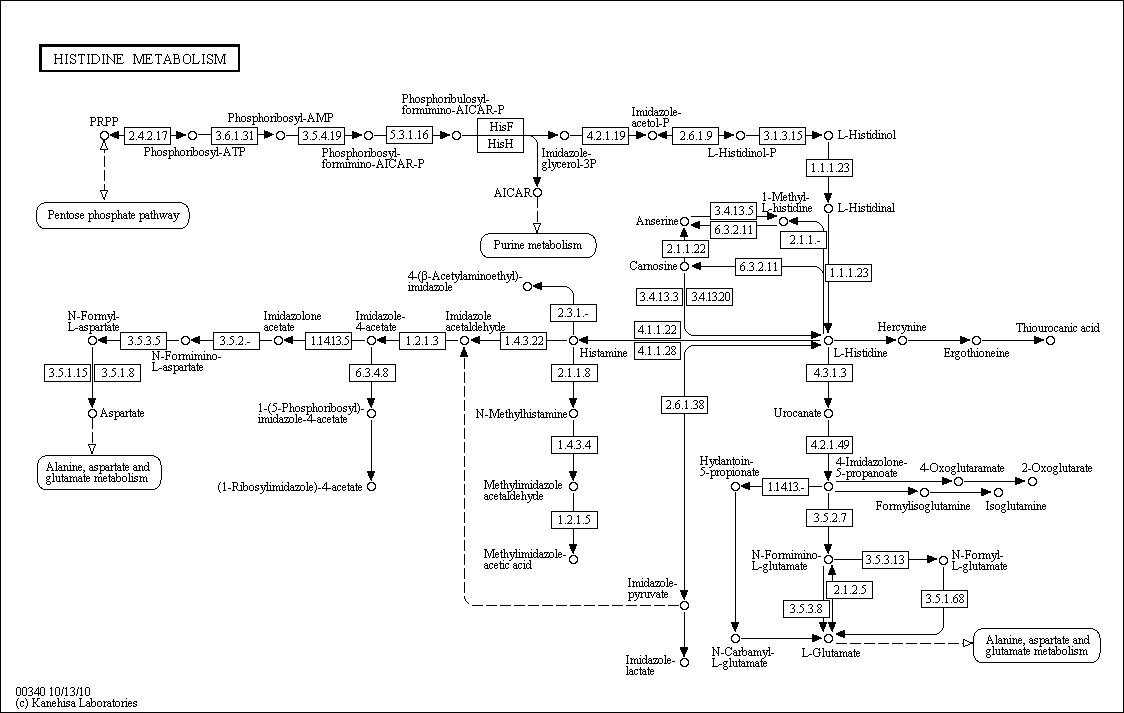 HISTIDINE METABOLISM
Phosphoribulosyl-
formimino-AICAR-P
PRPP
Phosphoribosyl-AMP
Imidazole-
acetol-P
2.4.2.17
3.6.1.31
3.5.4.19
5.3.1.16
HisF
HisH
4.2.1.19
2.6.1.9
3.1.3.15
L-Histidinol
Phosphoribosyl-ATP
Phosphoribosyl-
formimino-AICAR-P
Imidazole-
glycerol-3P
L-Histidinol-P
1.1.1.23
AICAR
Pentose phosphate pathway
Purine metabolism
1-Methyl-
L-histidine
L-Histidinal
Anserine
3.4.13.5
6.3.2.11
2.1.1.-
2.1.1.22
Carnosine
6.3.2.11
1.1.1.23
4-(β-Acetylaminoethyl)-
imidazole
3.4.13.3
3.4.13.20
2.3.1.-
N-Formyl-
L-aspartate
Imidazolone
acetate
Imidazole-
4-acetate
Imidazole
acetaldehyde
4.1.1.22
4.1.1.28
Hercynine
Thiourocanic acid
3.5.3.5
3.5.2.-
1.14.13.5
1.2.1.3
1.4.3.22
N-Formimino-
L-aspartate
Histamine
L-Histidine
Ergothioneine
3.5.1.15
3.5.1.8
6.3.4.8
2.1.1.8
4.3.1.3
2.6.1.38
Aspartate
1-(5-Phosphoribosyl)-
imidazole-4-acetate
N-Methylhistamine
Urocanate
1.4.3.4
4.2.1.49
Alanine, aspartate and
glutamate metabolism
(1-Ribosylimidazole)-4-acetate
Methylimidazole
acetaldehyde
Hydantoin-
5-propionate
4-Imidazolone-
5-propanoate
4-Oxoglutaramate
2-Oxoglutarate
1.14.13.-
Formylisoglutamine
Isoglutamine
1.2.1.5
3.5.2.7
Methylimidazole-
acetic acid
N-Formimino-
L-glutamate
3.5.3.13
N-Formyl-
L-glutamate
Imidazole-
pyruvate
2.1.2.5
3.5.3.8
3.5.1.68
N-Carbamyl-
L-glutamate
L-Glutamate
Alanine, aspartate and
glutamate metabolism
Imidazole-
lactate
00340 10/13/10
(c) Kanehisa Laboratories